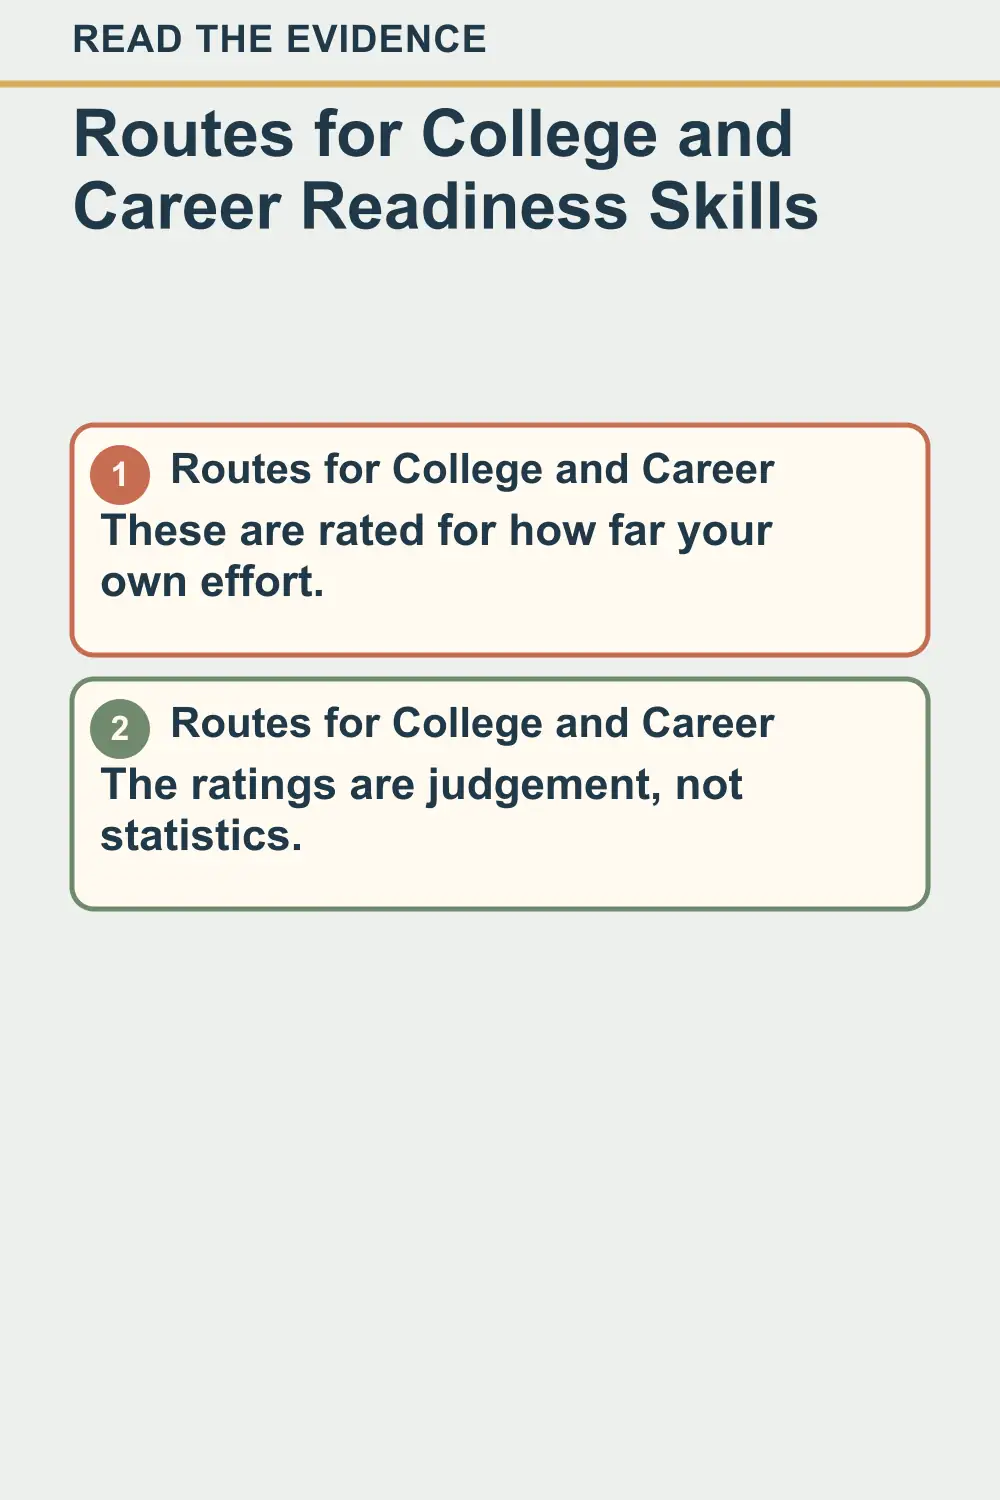 READ THE EVIDENCE
Routes for College and
Career Readiness Skills
1 Routes for College and Career
These are rated for how far your
own effort.
2 Routes for College and Career
The ratings are judgement, not
statistics.